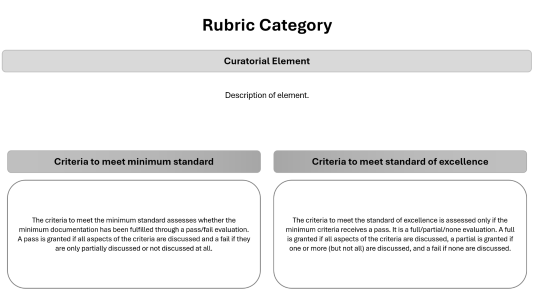 Rubric Category
Curatorial Element
Description of element.
Criteria to meet minimum standard
Criteria to meet standard of excellence
The criteria to meet the minimum standard assesses whether the
minimum documentation has been fulfilled through a pass/fail evaluation.
A pass is granted if all aspects of the criteria are discussed and a fail if they
are only partially discussed or not discussed at all.
The criteria to meet the standard of excellence is assessed only if the
minimum criteria receives a pass. It is a full/partial/none evaluation. A full
is granted if all aspects of the criteria are discussed, a partial is granted if
one or more (but not all) are discussed, and a fail if none are discussed.